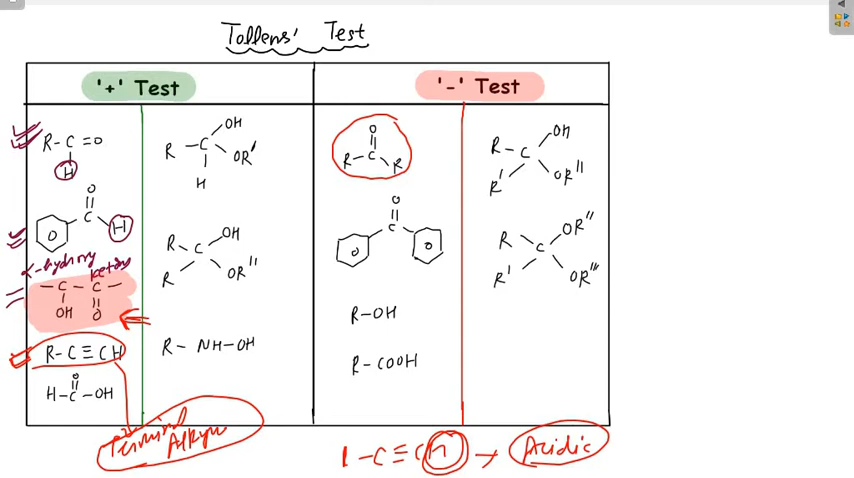 Tollens' Test
'+' Test
'-' Test
R-C=O
H
O
C
H
α-hydroxy ketone
-C-C-
OH O
R-C≡CH
O
H-C-OH
Terminal Alkyne
OH
R-C
OR'
H
R OH
C
R OR''
R-NH-OH
O
R-C-R
O
C
R-OH
R-COOH
R-C OH
R' OR''
R OR''
C
R' OR'''
-C≡CH → Acidic